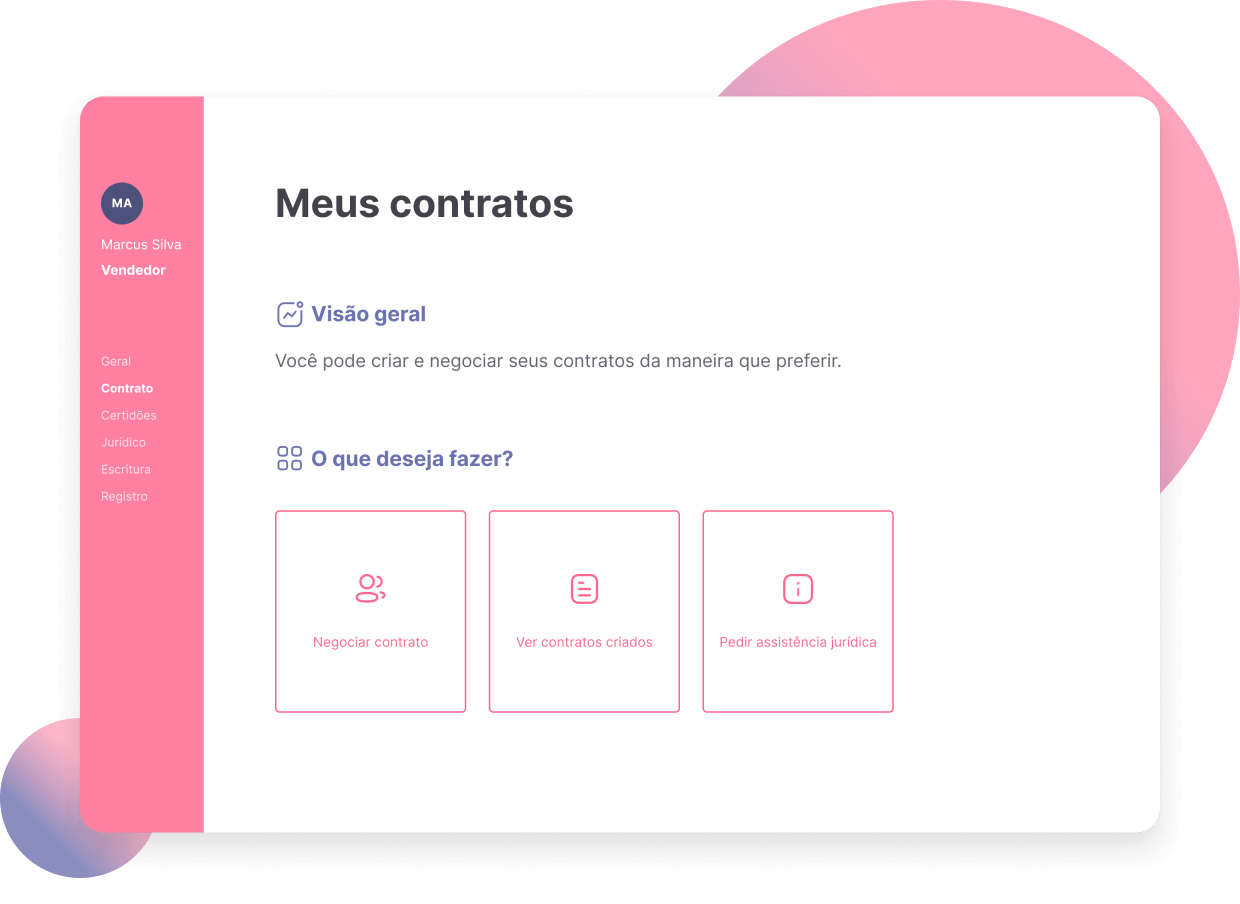 MA
Marcus Silva
Vendedor
Geral
Contrato
Certidões
Jurídico
Escritura
Registro
Meus contratos
Visão geral
Você pode criar e negociar seus contratos da maneira que preferir.
O que deseja fazer?
Negociar contrato
Ver contratos criados
Pedir assistência jurídica